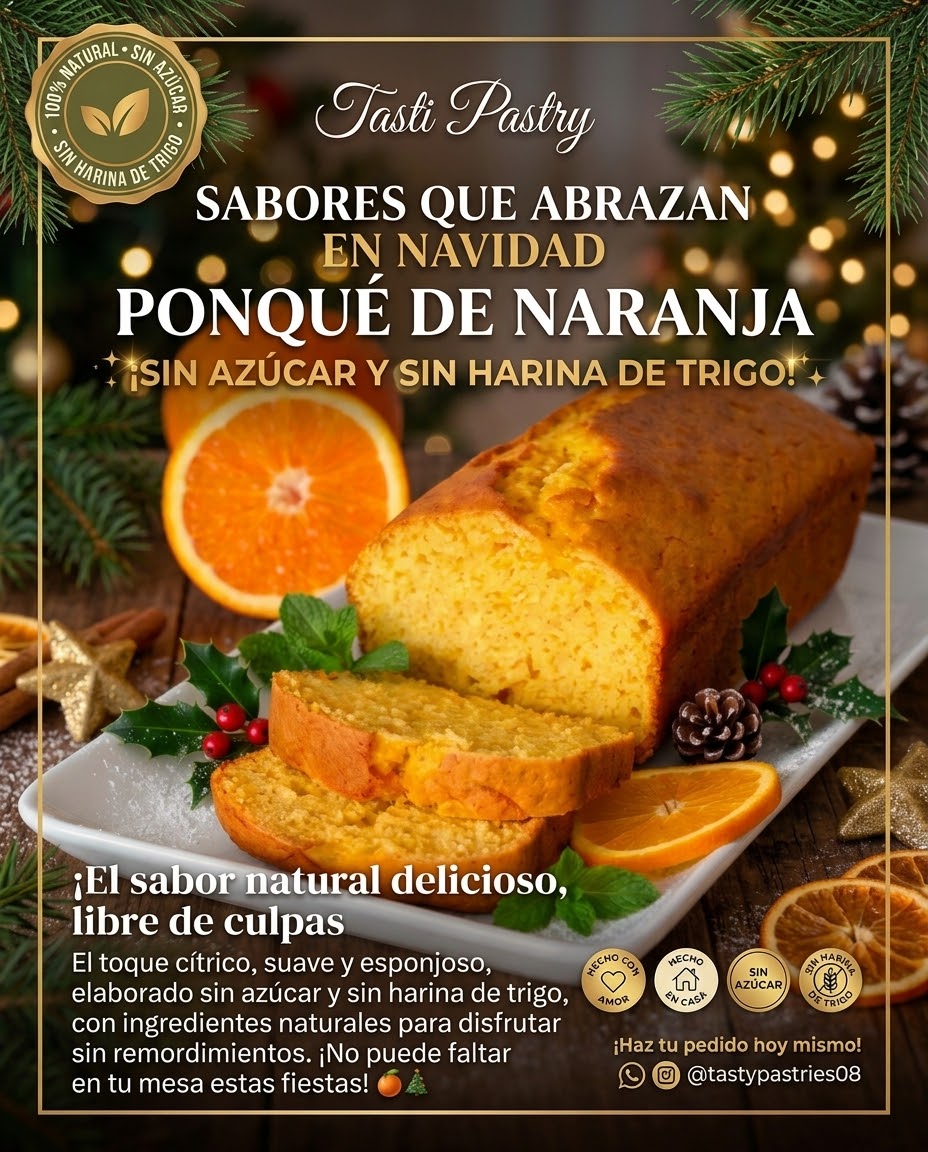 100% NATURAL • SIN AZÚCAR •
SIN HARINA DE TRIGO •
Tasti Pastry
SABORES QUE ABRAZAN
EN NAVIDAD
PONQUÉ DE NARANJA
¡SIN AZÚCAR Y SIN HARINA DE TRIGO!
¡El sabor natural delicioso,
libre de culpas
El toque cítrico, suave y esponjoso,
elaborado sin azúcar y sin harina de trigo,
con ingredientes naturales para disfrutar
sin remordimientos. ¡No puede faltar
en tu mesa estas fiestas! 🍊🎄
HECHO CON
AMOR
HECHO
EN CASA
SIN
AZÚCAR
SIN HARINA
DE TRIGO
¡Haz tu pedido hoy mismo!
@tastypastries08